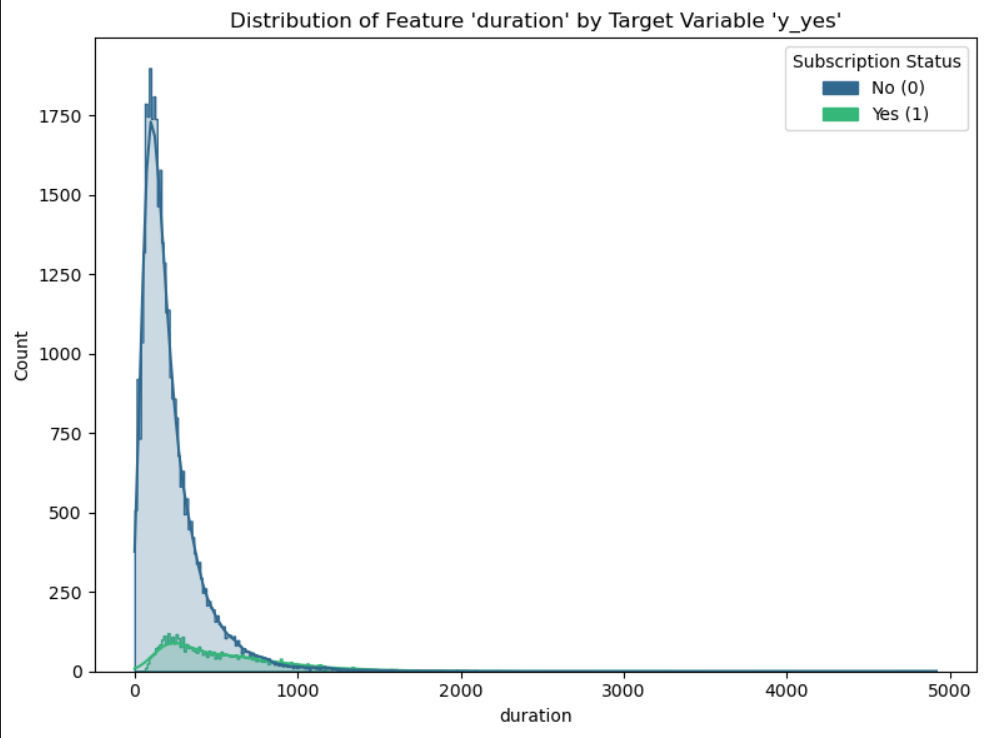 Distribution of Feature 'duration' by Target Variable 'y_yes'
Subscription Status
No (0)
Yes (1)
1750
1500
1250
1000
750
500
250
0
Count
0 1000 2000 3000 4000 5000
duration